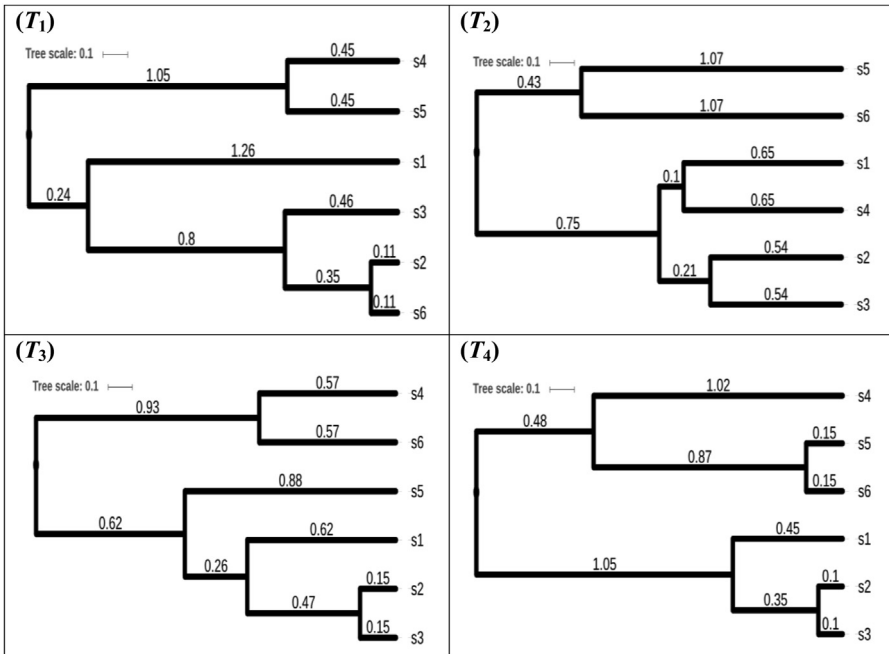 (T1)
Tree scale: 0.1
0.45
s4
1.05
0.45
s5
1.26
s1
0.24
0.46
s3
0.8
0.11
s2
0.35
0.11
s6
(T2)
Tree scale: 0.1
1.07
s5
0.43
1.07
s6
0.65
s1
0.1
0.65
s4
0.75
0.54
s2
0.21
0.54
s3
(T3)
Tree scale: 0.1
0.57
s4
0.93
0.57
s6
0.88
s5
0.62
0.62
s1
0.26
0.15
s2
0.47
0.15
s3
(T4)
Tree scale: 0.1
1.02
s4
0.48
0.15
s5
0.87
0.15
s6
0.45
s1
1.05
0.1
s2
0.35
0.1
s3